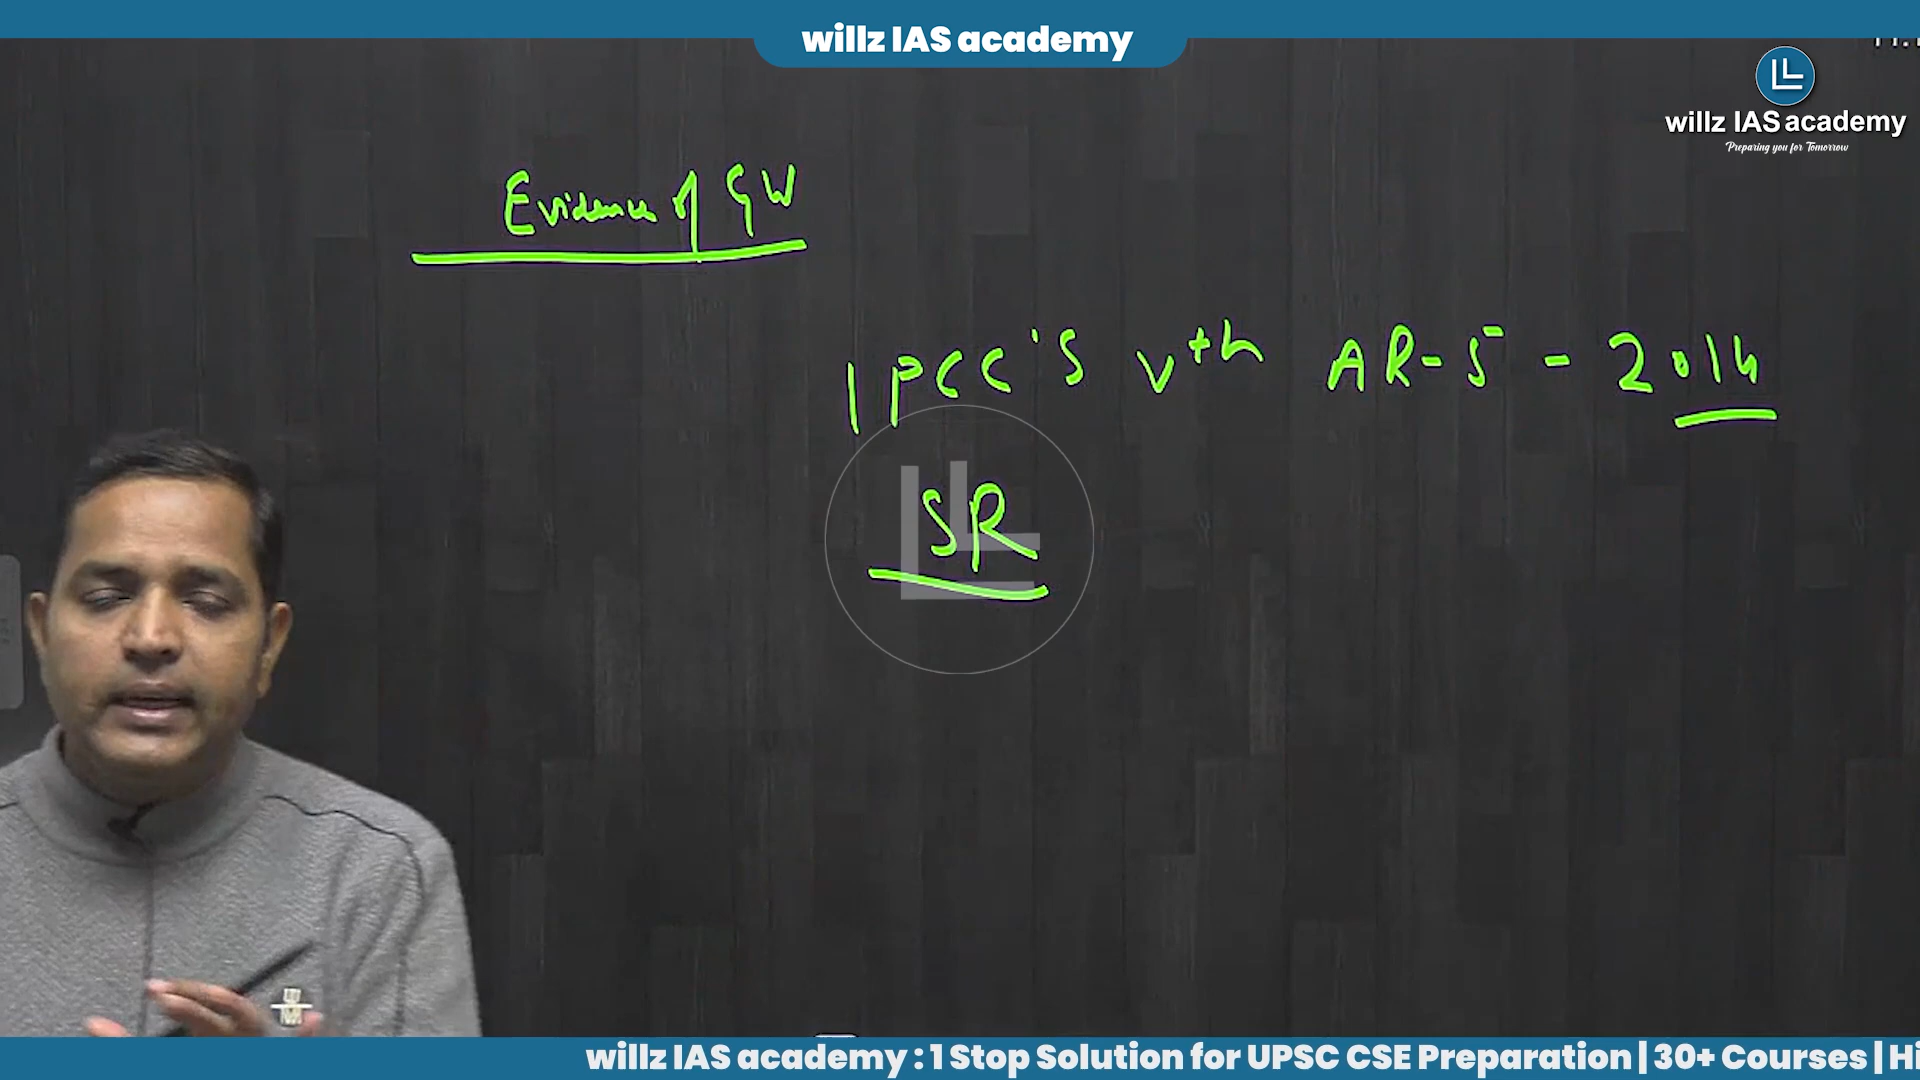 willz IAS academy
willz IAS academy
Preparing you for Tomorrow
Evidence of GW
IPCC'S Vth AR-5 - 2014
SR
willz IAS academy : 1 Stop Solution for UPSC CSE Preparation | 30+ Courses | Hi